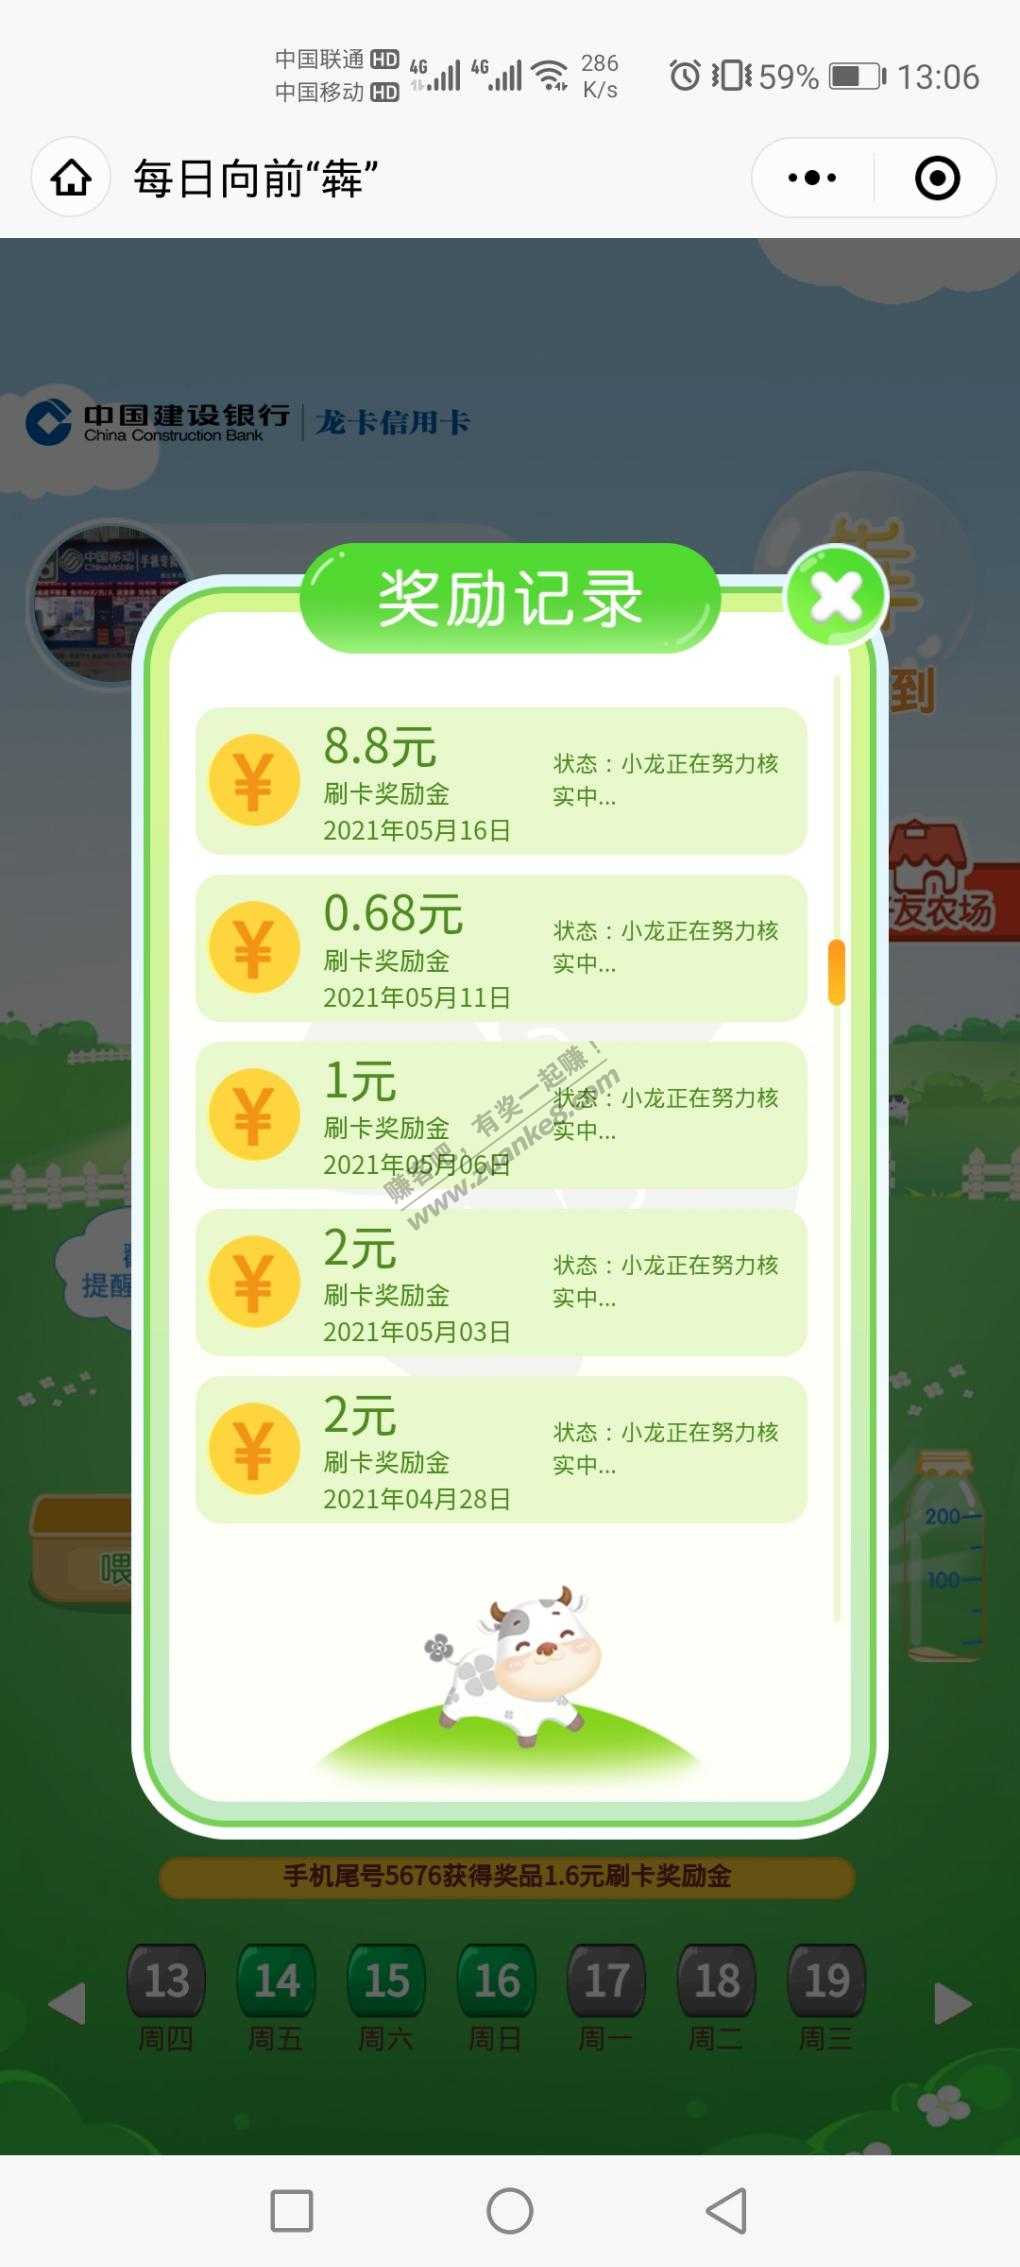 中国联通 HD 4G 4G 286 K/s 59% 13:06
中国移动 HD
每日向前“犇”
中国建设银行 龙卡信用卡
China Construction Bank
中国移动 手机专
China Mobile
奖励记录
到
8.8元
刷卡奖励金
2021年05月16日
状态：小龙正在努力核
实中...
0.68元
刷卡奖励金
2021年05月11日
状态：小龙正在努力核
实中...
友农场
1元
刷卡奖励金
2021年05月06日
状态：小龙正在努力核
实中...
赚客吧，有奖一起赚！
www.zuanke8.com
2元
刷卡奖励金
2021年05月03日
状态：小龙正在努力核
实中...
提醒
2元
刷卡奖励金
2021年04月28日
状态：小龙正在努力核
实中...
喂
200
100
手机尾号5676获得奖品1.6元刷卡奖励金
13 14 15 16 17 18 19
周四 周五 周六 周日 周一 周二 周三